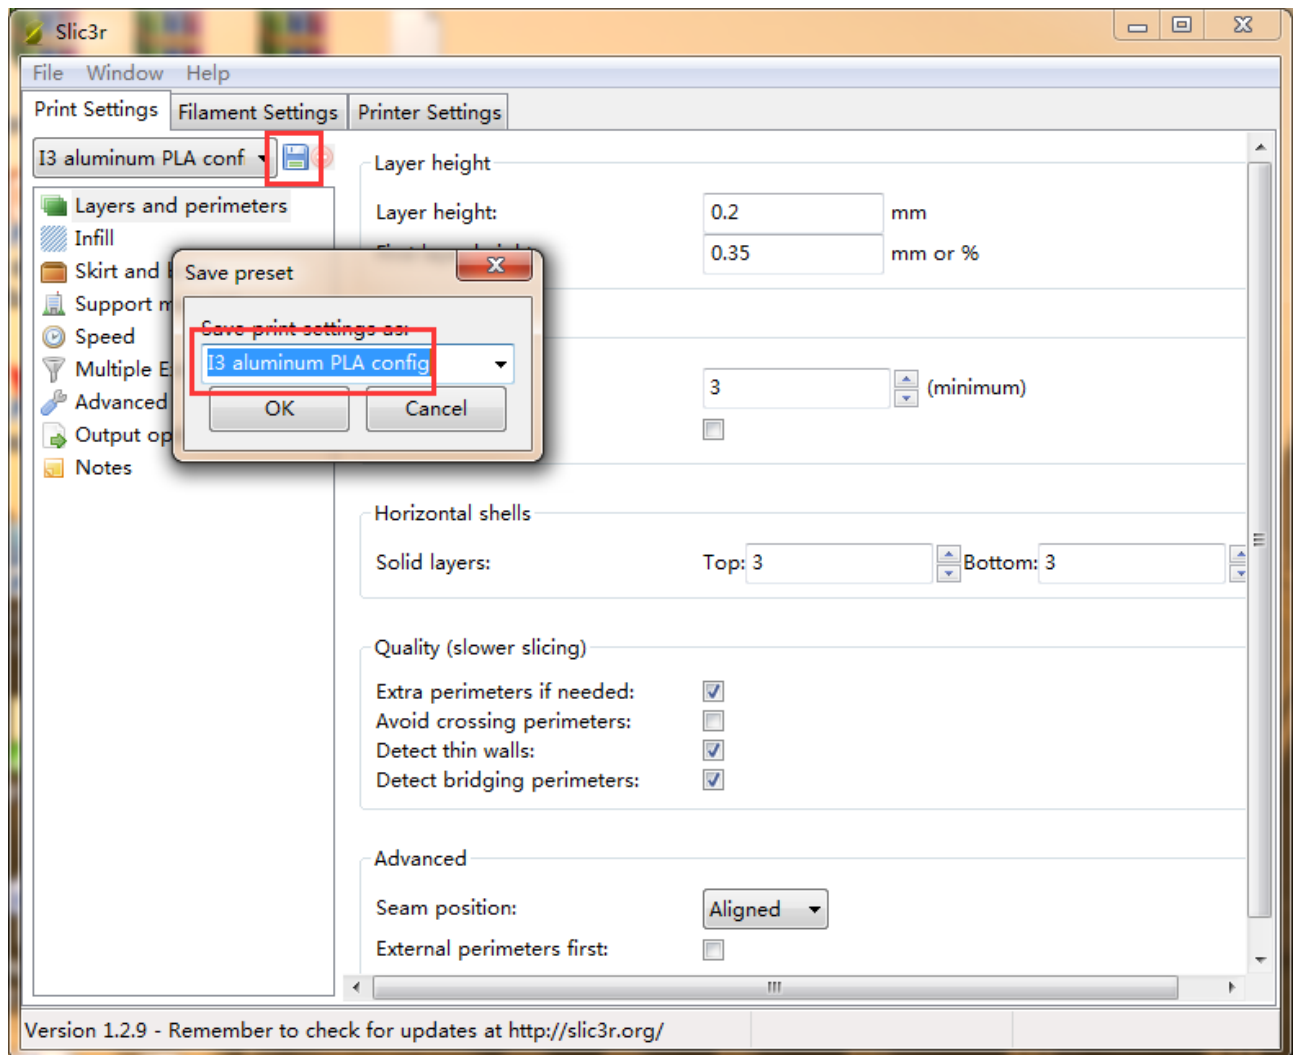 Slic3r
File Window Help
Print Settings Filament Settings Printer Settings
I3 aluminum PLA conf
Layers and perimeters
Infill
Skirt and
Support m
Speed
Multiple E
Advanced
Output op
Notes
Save preset
Save print settings as:
I3 aluminum PLA config
OK Cancel
Layer height
Layer height: 0.2 mm
0.35 mm or %
3 (minimum)
Horizontal shells
Solid layers: Top: 3 Bottom: 3
Quality (slower slicing)
Extra perimeters if needed:
Avoid crossing perimeters:
Detect thin walls:
Detect bridging perimeters:
Advanced
Seam position: Aligned
External perimeters first:
Version 1.2.9 - Remember to check for updates at http://slic3r.org/